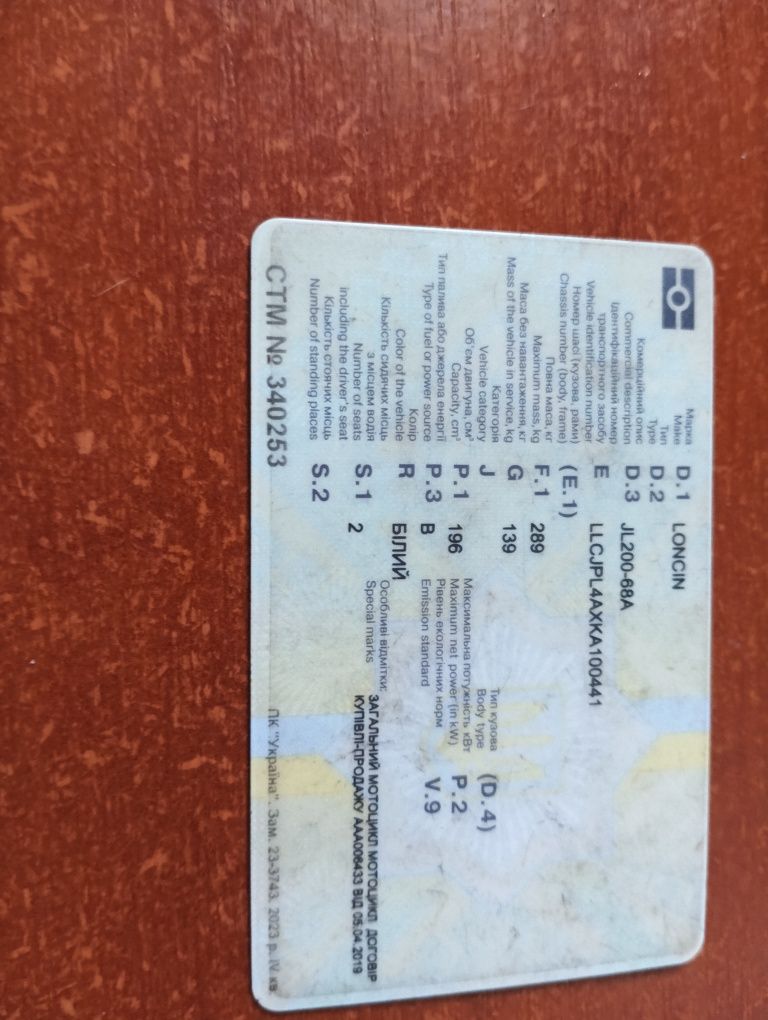 Марка
Make D.1 LONCIN
Тип
Type D.2
Комерційний опис
Commercial description D.3 JL200-68A
Ідентифікаційний номер
транспортного засобу
Vehicle identification number E LLCJPL4AXKA100441
Номер шасі (кузова, рами)
Chassis number (body, frame) (E.1)
Повна маса, кг
Maximum mass, kg F.1 289
Маса без навантаження, кг
Mass of the vehicle in service, kg G 139
Категорія
Vehicle category J
Тип кузова
Body type (D.4)
Об'єм двигуна, см³
Capacity, cm³ P.1 196
Максимальна потужність кВт
Maximum net power (in kW) P.2
Тип палива або джерела енергії
Type of fuel or power source P.3 B
Рівень екологічних норм
Emission standard V.9
Колір
Color of the vehicle R БІЛИЙ
Кількість сидячих місць
з місцем водія
Number of seats
including the driver's seat S.1 2
Особливі відмітки:
Special marks
ЗАГАЛЬНИЙ МОТОЦИКЛ МОТОЦИКЛ ДОГОВІР
КУПІВЛІ-ПРОДАЖУ ААА006433 ВІД 05.04.2019
Кількість стоячих місць
Number of standing places S.2
СТМ № 340253
ПК "Україна". Зам. 23-3743. 2023 р. IV кв.